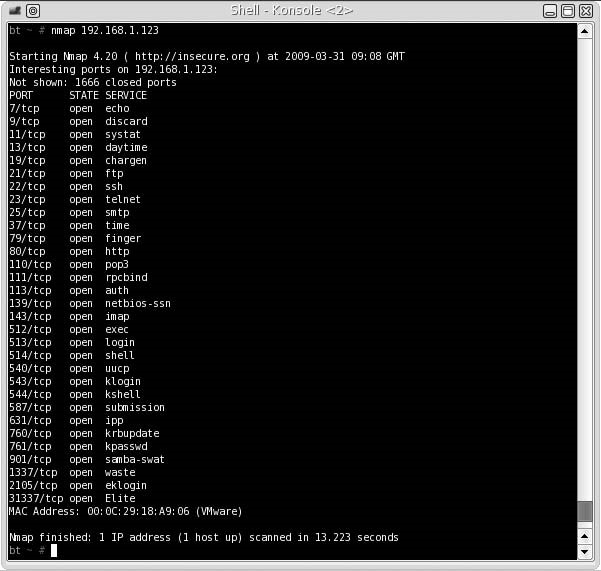 Shell - Konsole <2>
bt ~ # nmap 192.168.1.123
Starting Nmap 4.20 ( http://insecure.org ) at 2009-03-31 09:08 GMT
Interesting ports on 192.168.1.123:
Not shown: 1666 closed ports
PORT      STATE SERVICE
7/tcp     open  echo
9/tcp     open  discard
11/tcp    open  systat
13/tcp    open  daytime
19/tcp    open  chargen
21/tcp    open  ftp
22/tcp    open  ssh
23/tcp    open  telnet
25/tcp    open  smtp
37/tcp    open  time
79/tcp    open  finger
80/tcp    open  http
110/tcp   open  pop3
111/tcp   open  rpcbind
113/tcp   open  auth
139/tcp   open  netbios-ssn
143/tcp   open  imap
512/tcp   open  exec
513/tcp   open  login
514/tcp   open  shell
540/tcp   open  uucp
543/tcp   open  klogin
544/tcp   open  kshell
587/tcp   open  submission
631/tcp   open  ipp
760/tcp   open  krbupdate
761/tcp   open  kpasswd
901/tcp   open  samba-swat
1337/tcp  open  waste
2105/tcp  open  eklogin
31337/tcp open  Elite
MAC Address: 00:0C:29:18:A9:06 (VMware)
Nmap finished: 1 IP address (1 host up) scanned in 13.223 seconds
bt ~ #